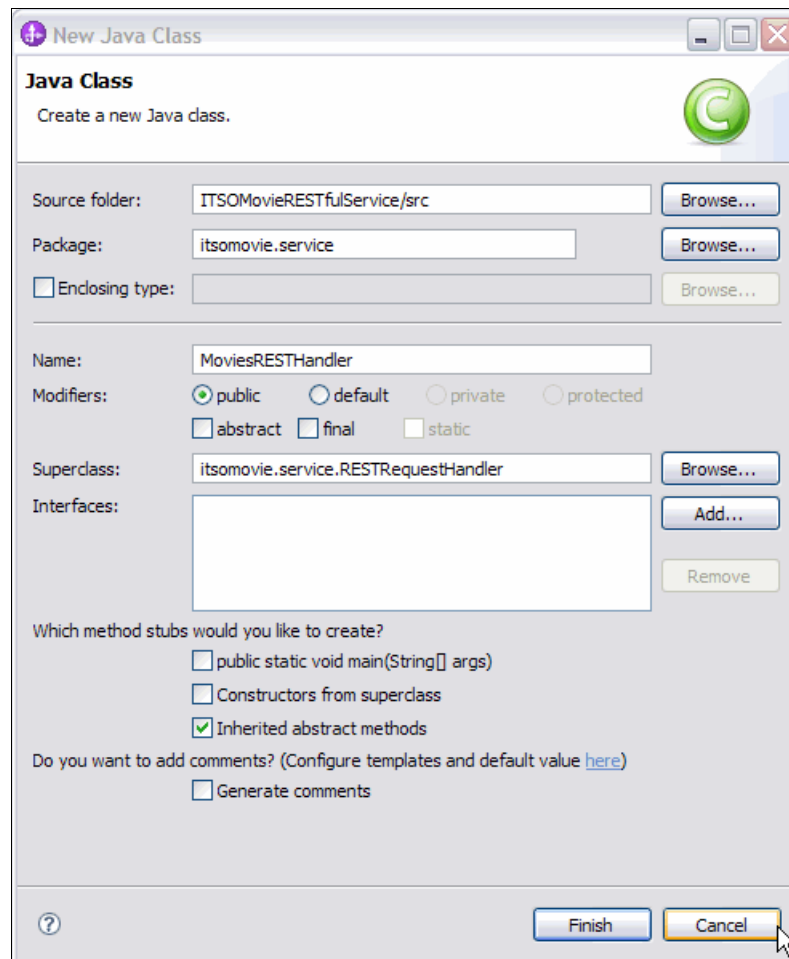 New Java Class
Java Class
Create a new Java class.
C
Source folder: ITSOMovieRESTfulService/src Browse...
Package: itsomovie.service Browse...
Enclosing type: Browse...
Name: MoviesRESTHandler
Modifiers: public default private protected
abstract final static
Superclass: itsomovie.service.RESTRequestHandler Browse...
Interfaces: Add...
Remove
Which method stubs would you like to create?
public static void main(String[] args)
Constructors from superclass
Inherited abstract methods
Do you want to add comments? (Configure templates and default value here)
Generate comments
? Finish Cancel